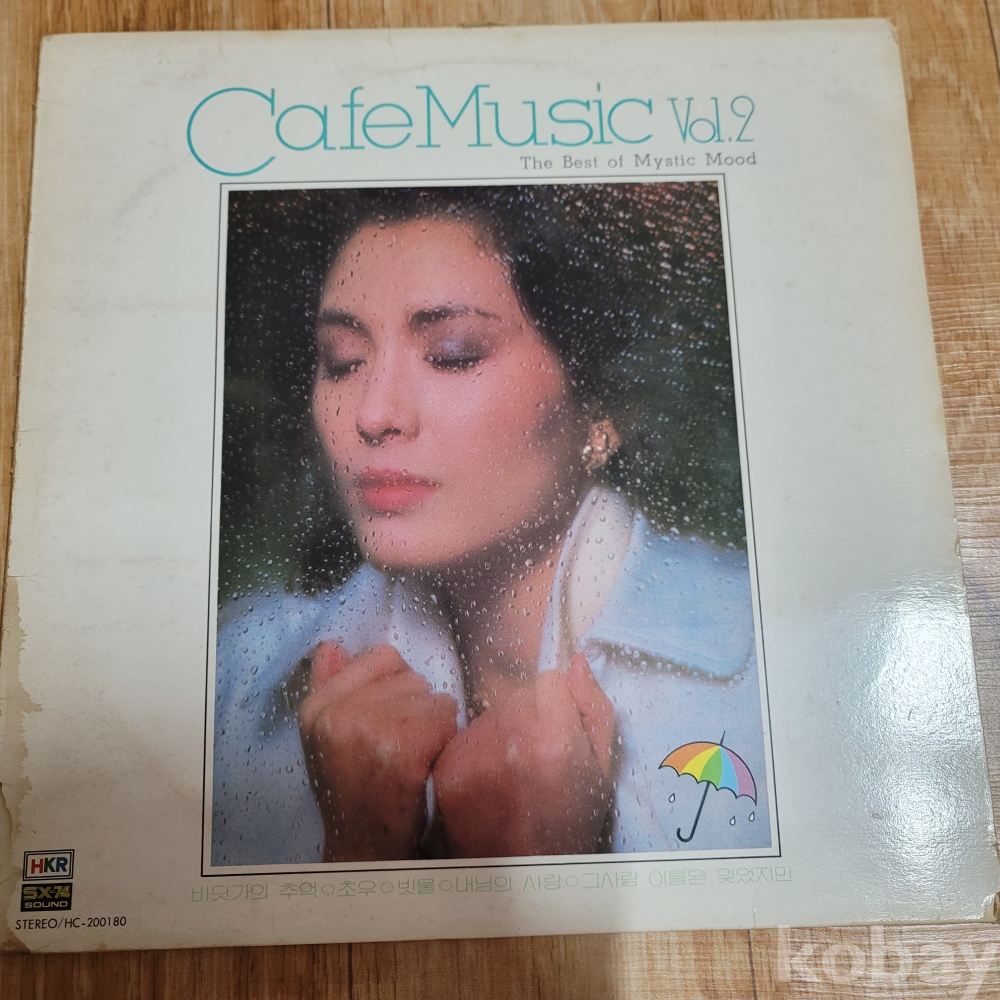 Cafe Music Vol.2
The Best of Mystic Mood
바닷가의 추억○초우○빗물○내님의 사랑○그사람 이름은 잊었지만
HKR
SX-74
SOUND
STEREO/HC-200180
kobay